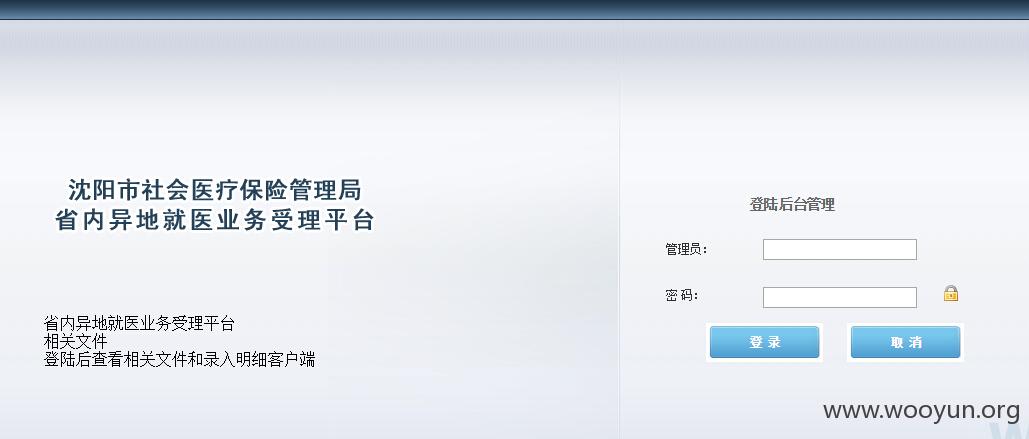 沈阳市社会医疗保险管理局
省内异地就医业务受理平台
省内异地就医业务受理平台
相关文件
登陆后查看相关文件和录入明细客户端
登陆后台管理
管理员：
密 码：
登 录
取 消
www.wooyun.org